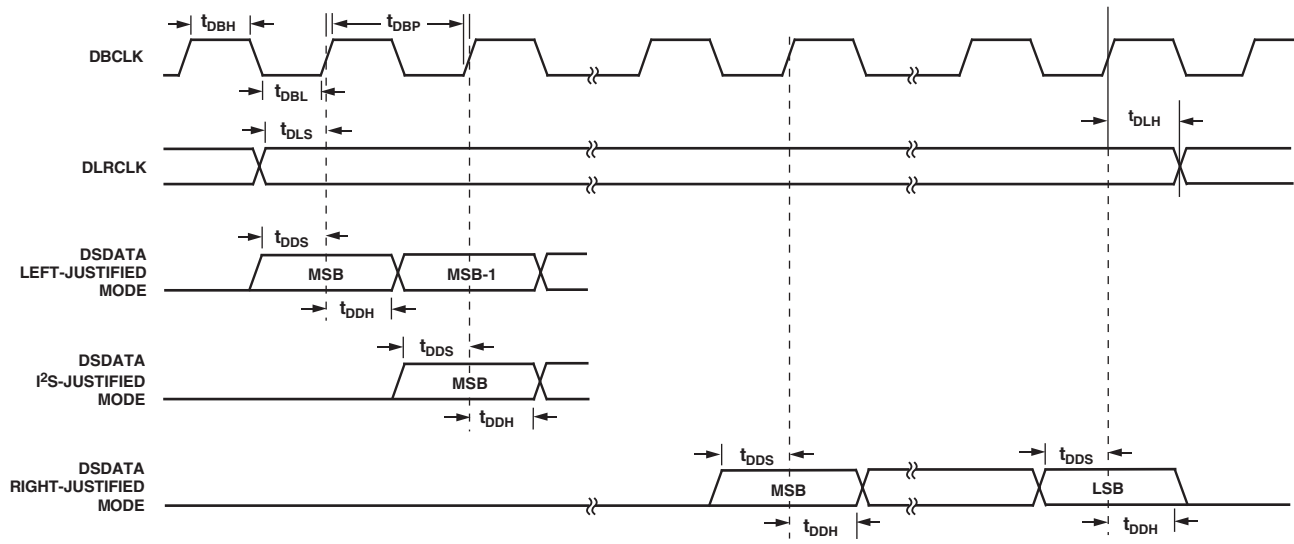 tDBH
tDBP
DBCLK
tDBL
tDLH
tDLS
DLRCLK
tDDS
DSDATA
LEFT-JUSTIFIED
MODE
MSB
MSB-1
tDDH
DSDATA
I²S-JUSTIFIED
MODE
tDDS
MSB
tDDH
DSDATA
RIGHT-JUSTIFIED
MODE
tDDS
tDDS
MSB
LSB
tDDH
tDDH